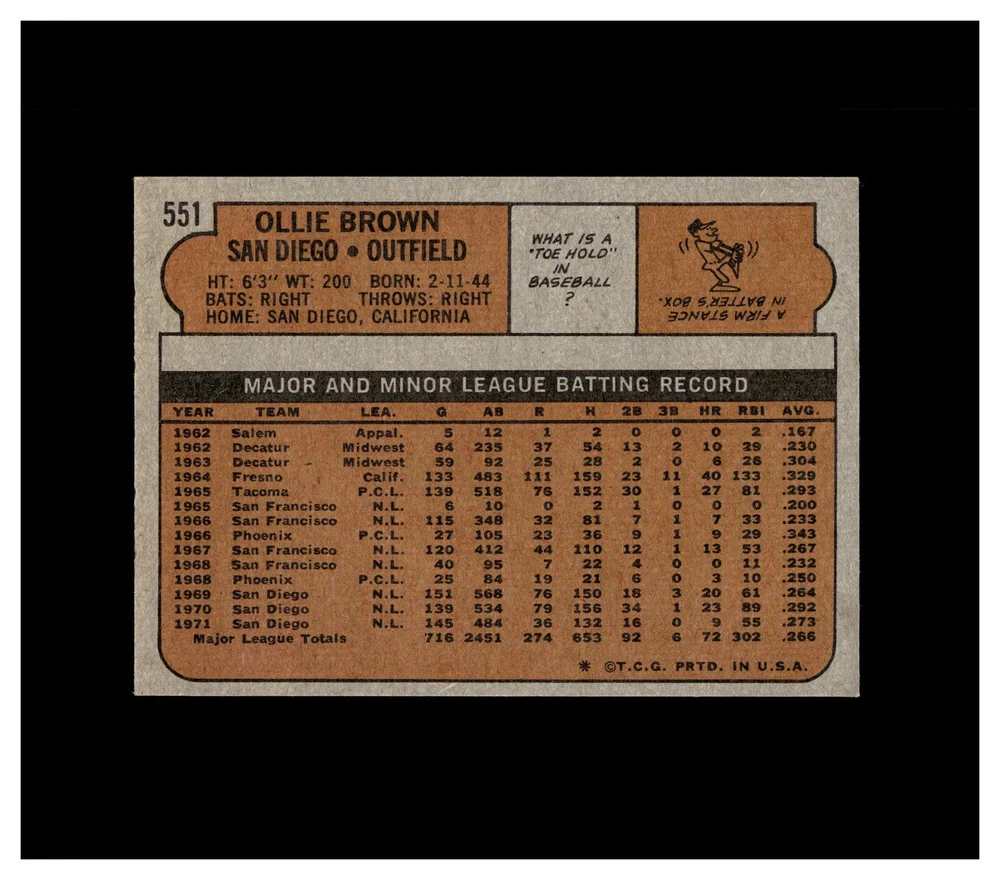 551
OLLIE BROWN
SAN DIEGO • OUTFIELD
HT: 6'3" WT: 200 BORN: 2-11-44
BATS: RIGHT THROWS: RIGHT
HOME: SAN DIEGO, CALIFORNIA
WHAT IS A
"TOE HOLD"
IN
BASEBALL
?
A FIRM STANCE
IN BATTER'S BOX.
MAJOR AND MINOR LEAGUE BATTING RECORD
YEAR TEAM LEA. G AB R H 2B 3B HR RBI AVG.
1962 Salem Appal. 5 12 1 2 0 0 0 2 .167
1962 Decatur Midwest 64 235 37 54 13 2 10 29 .230
1963 Decatur Midwest 59 92 25 28 2 0 6 26 .304
1964 Fresno Calif. 133 483 111 159 23 11 40 133 .329
1965 Tacoma P.C.L. 139 518 76 152 30 1 27 81 .293
1965 San Francisco N.L. 6 10 0 2 1 0 0 0 .200
1966 San Francisco N.L. 115 348 32 81 7 1 7 33 .233
1966 Phoenix P.C.L. 27 105 23 36 9 1 9 29 .343
1967 San Francisco N.L. 120 412 44 110 12 1 13 53 .267
1968 San Francisco N.L. 40 95 7 22 4 0 0 11 .232
1968 Phoenix P.C.L. 25 84 19 21 6 0 3 10 .250
1969 San Diego N.L. 151 568 76 150 18 3 20 61 .264
1970 San Diego N.L. 139 534 79 156 34 1 23 89 .292
1971 San Diego N.L. 145 484 36 132 16 0 9 55 .273
Major League Totals 716 2451 274 653 92 6 72 302 .266
* ©T.C.G. PRTD. IN U.S.A.